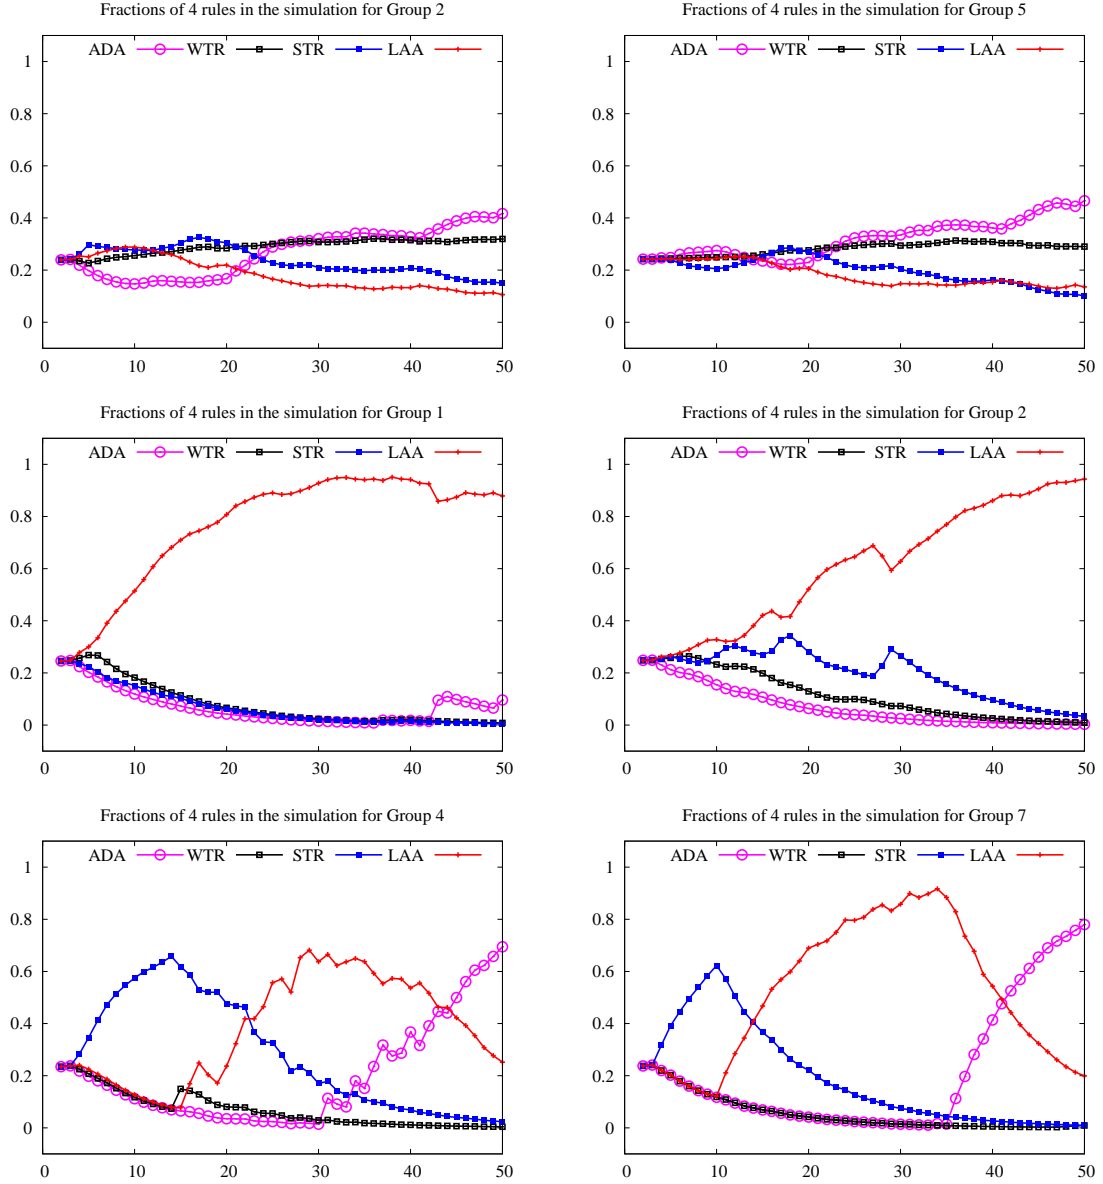 Fractions of 4 rules in the simulation for Group 2
ADA WTR STR LAA
1
0.8
0.6
0.4
0.2
0
0 10 20 30 40 50
Fractions of 4 rules in the simulation for Group 5
ADA WTR STR LAA
1
0.8
0.6
0.4
0.2
0
0 10 20 30 40 50
Fractions of 4 rules in the simulation for Group 1
ADA WTR STR LAA
1
0.8
0.6
0.4
0.2
0
0 10 20 30 40 50
Fractions of 4 rules in the simulation for Group 2
ADA WTR STR LAA
1
0.8
0.6
0.4
0.2
0
0 10 20 30 40 50
Fractions of 4 rules in the simulation for Group 4
ADA WTR STR LAA
1
0.8
0.6
0.4
0.2
0
0 10 20 30 40 50
Fractions of 4 rules in the simulation for Group 7
ADA WTR STR LAA
1
0.8
0.6
0.4
0.2
0
0 10 20 30 40 50